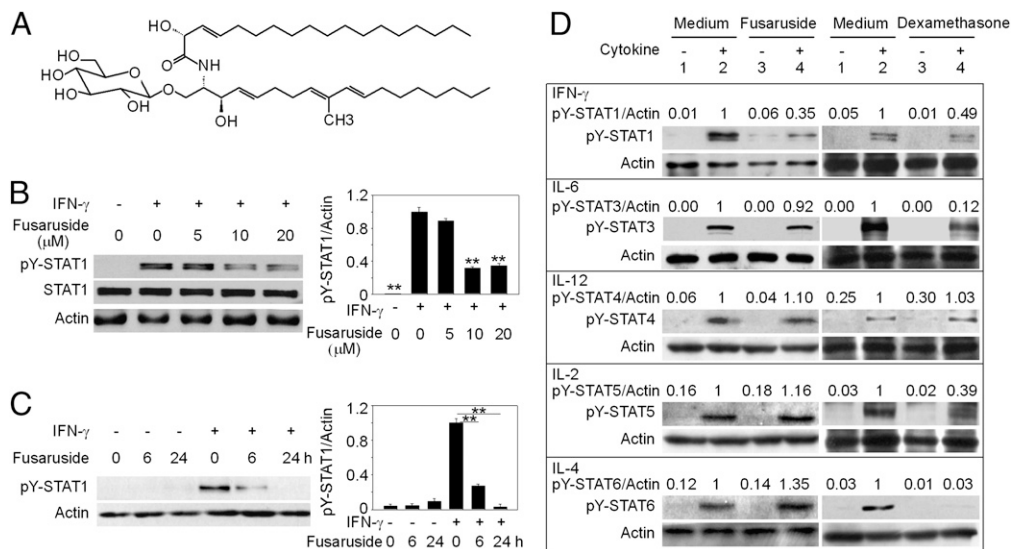 A
HO
O
NH
HO
O
HO
HO
OH
O
OH
CH3
B
IFN-γ - + + + +
Fusaruside
(μM) 0 0 5 10 20
pY-STAT1
STAT1
Actin
pY-STAT1/Actin
1.2
0.8
0.4
0
** ** **
IFN-γ - + + + +
Fusaruside 0 0 5 10 20
(μM)
C
IFN-γ - - - + + +
Fusaruside 0 6 24 0 6 24 h
pY-STAT1
Actin
pY-STAT1/Actin
1.2
0.8
0.4
0
**
**
IFN-γ - - - + + +
Fusaruside 0 6 24 0 6 24 h
D
Medium Fusaruside Medium Dexamethasone
Cytokine - + - + - + - +
1 2 3 4 1 2 3 4
IFN-γ
pY-STAT1/Actin 0.01 1 0.06 0.35 0.05 1 0.01 0.49
pY-STAT1
Actin
IL-6
pY-STAT3/Actin 0.00 1 0.00 0.92 0.00 1 0.00 0.12
pY-STAT3
Actin
IL-12
pY-STAT4/Actin 0.06 1 0.04 1.10 0.25 1 0.30 1.03
pY-STAT4
Actin
IL-2
pY-STAT5/Actin 0.16 1 0.18 1.16 0.03 1 0.02 0.39
pY-STAT5
Actin
IL-4
pY-STAT6/Actin 0.12 1 0.14 1.35 0.03 1 0.01 0.03
pY-STAT6
Actin